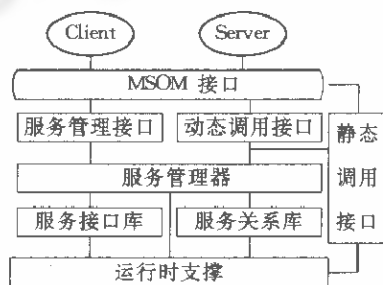 Client
Server
MSOM 接口
服务管理接口
动态调用接口
静态
调用
接口
服务管理器
服务接口库
服务关系库
运行时支撑